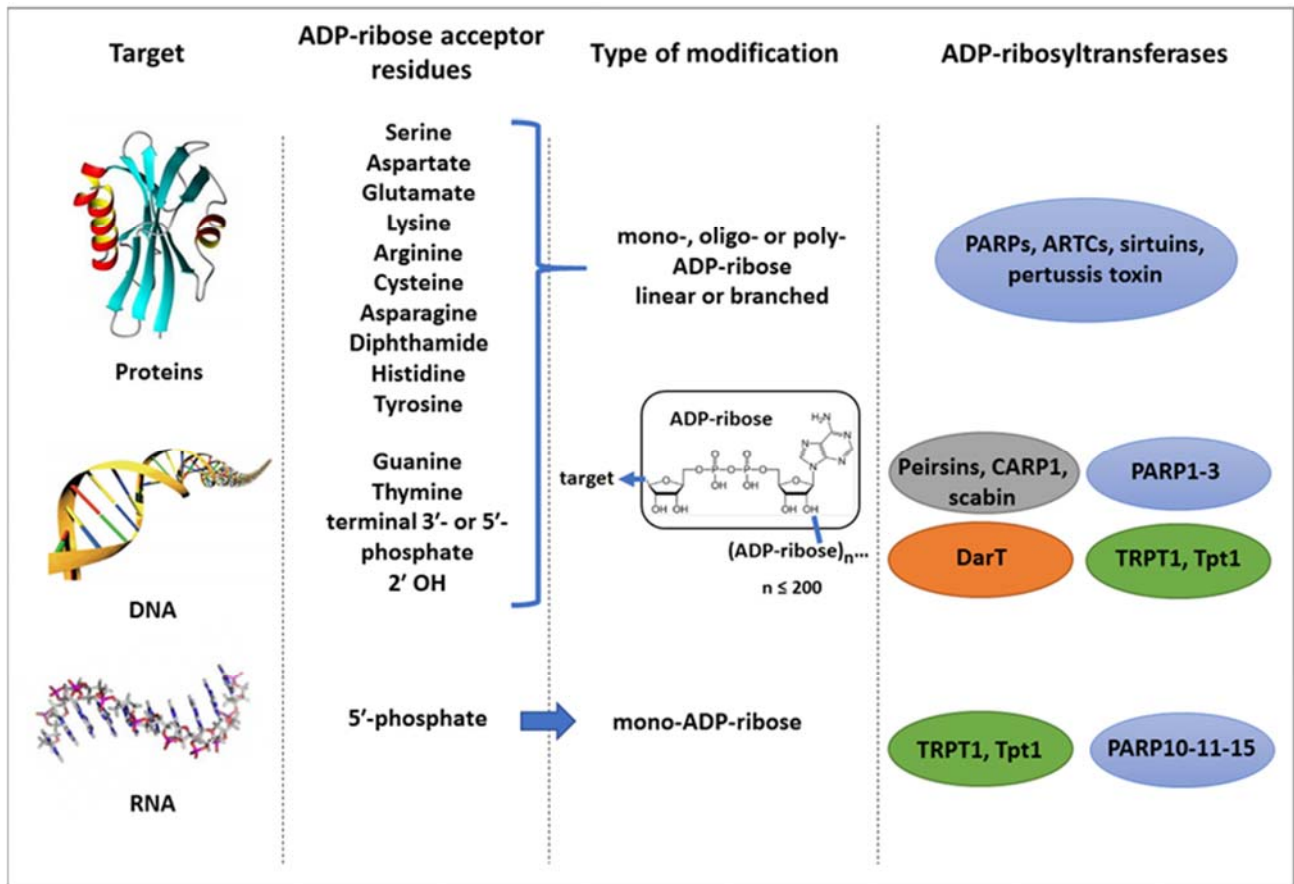 Target
ADP-ribose acceptor
residues
Type of modification
ADP-ribosyltransferases
Serine
Aspartate
Glutamate
Lysine
Arginine
Cysteine
Asparagine
Diphthamide
Histidine
Tyrosine
mono-, oligo- or poly-
ADP-ribose
linear or branched
PARPs, ARTCs, sirtuins,
pertussis toxin
Proteins
Guanine
Thymine
terminal 3′- or 5′-
phosphate
2′ OH
ADP-ribose
target
H₂N
N
N
N
N
O
O
O
P
O
P
O
O
OH
OH
OH
OH
OH
OH
(ADP-ribose)n...
n ≤ 200
Peirsins, CARP1,
scabin
PARP1-3
DarT
TRPT1, Tpt1
DNA
5′-phosphate
mono-ADP-ribose
TRPT1, Tpt1
PARP10-11-15
RNA